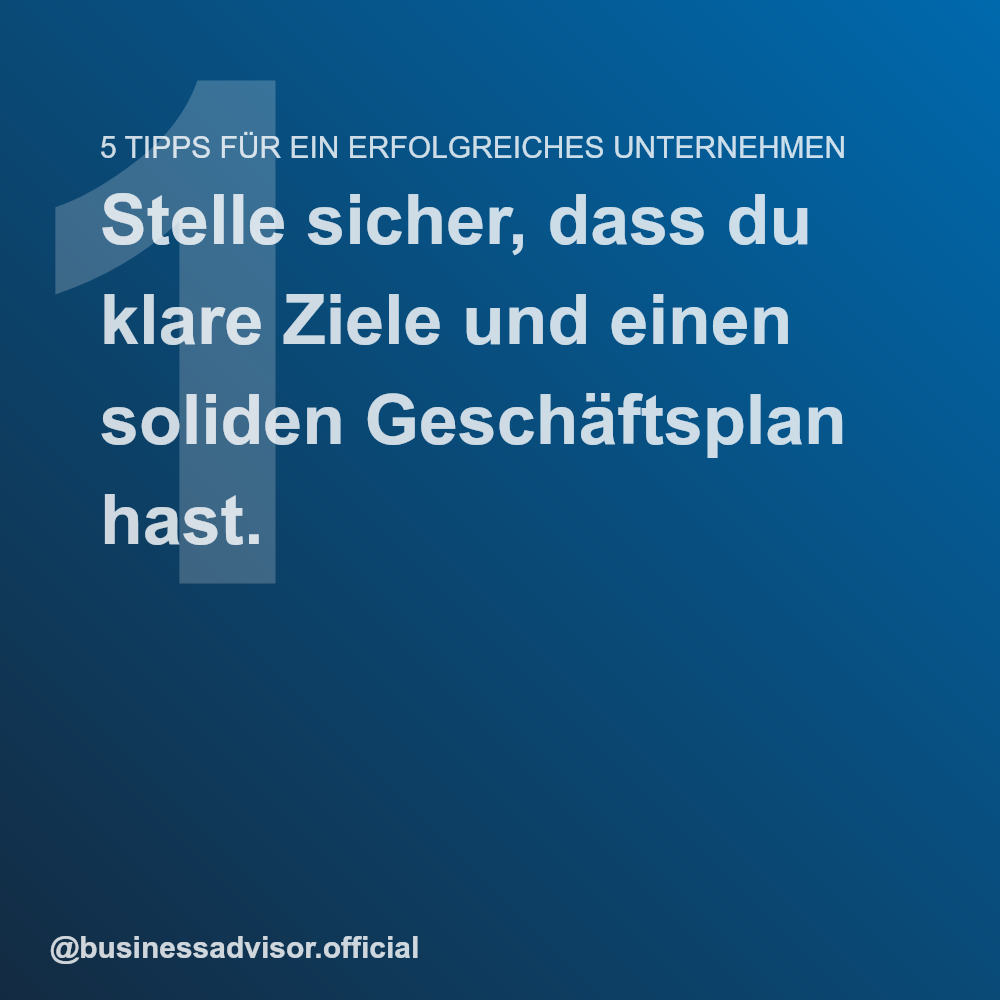 1
5 TIPPS FÜR EIN ERFOLGREICHES UNTERNEHMEN
Stelle sicher, dass du
klare Ziele und einen
soliden Geschäftsplan
hast.
@businessadvisor.official